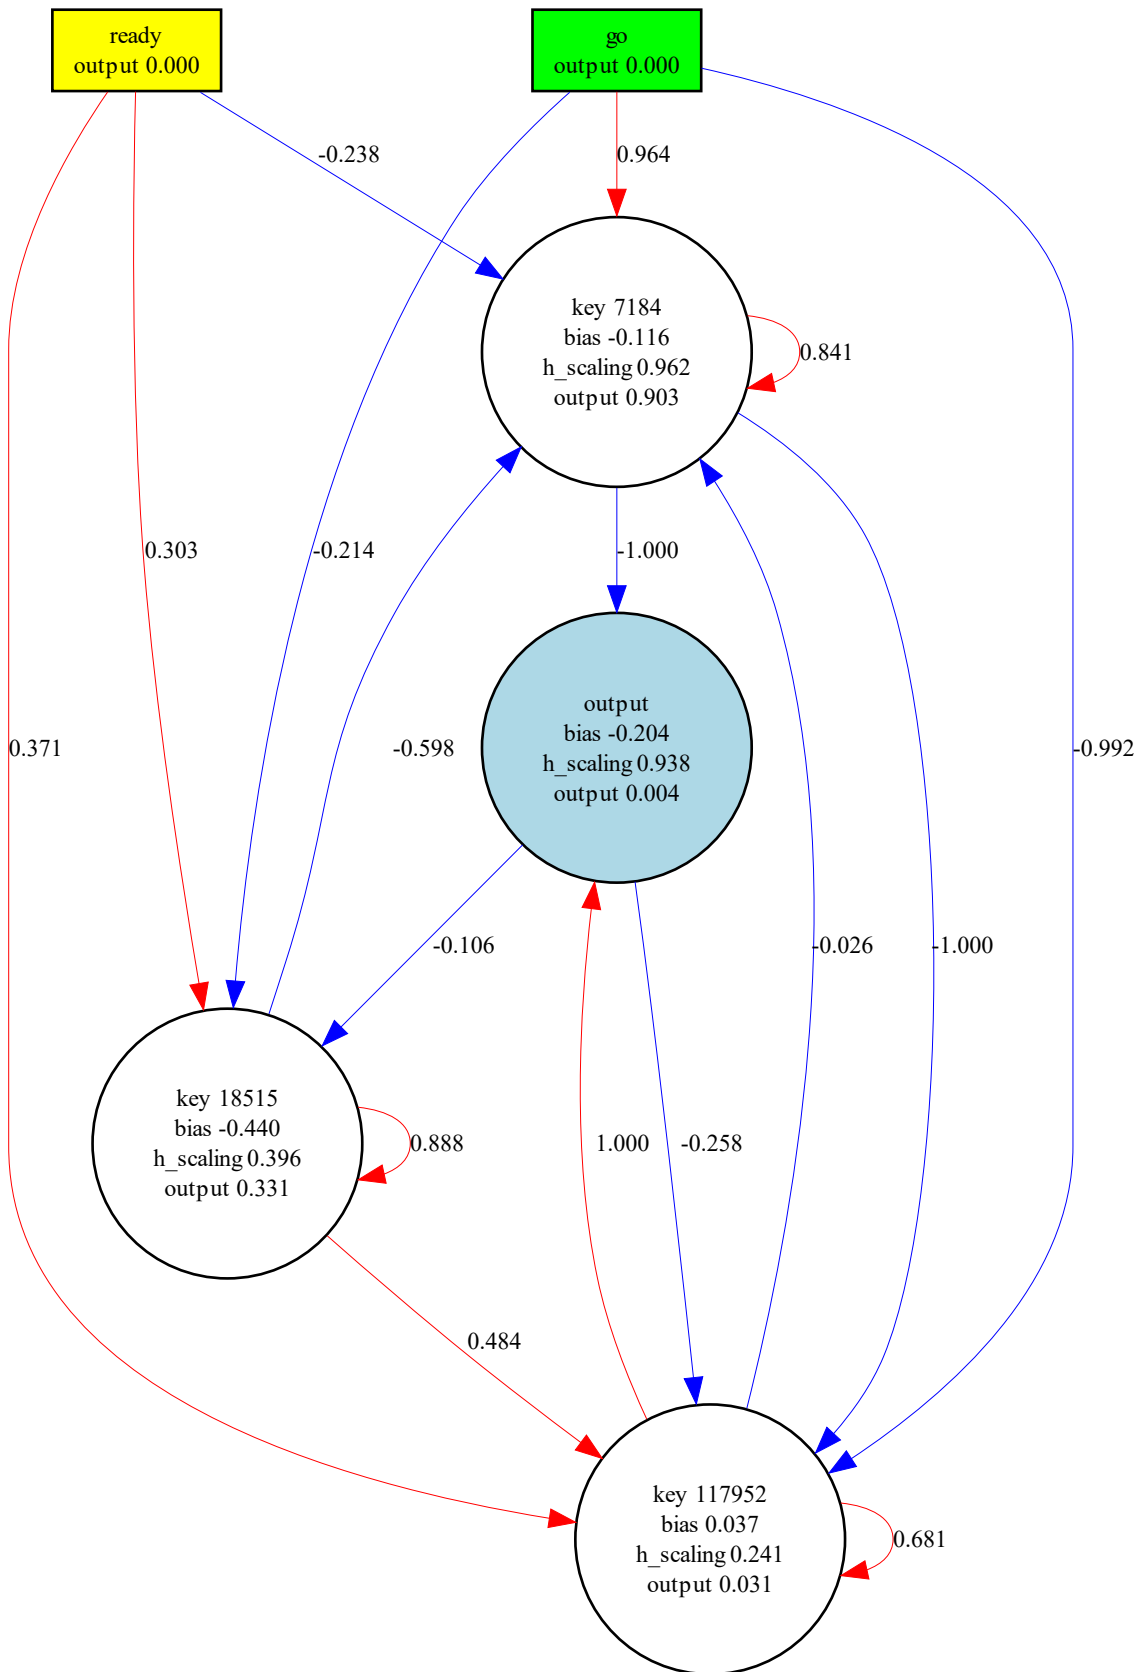 ready
output 0.000
go
output 0.000
-0.238
0.964
key 7184
bias -0.116
h_scaling 0.962
output 0.903
0.841
0.303
-0.214
-1.000
output
bias -0.204
h_scaling 0.938
output 0.004
0.371
-0.598
-0.992
-0.106
-0.026
-1.000
key 18515
bias -0.440
h_scaling 0.396
output 0.331
0.888
1.000
-0.258
0.484
key 117952
bias 0.037
h_scaling 0.241
output 0.031
0.681